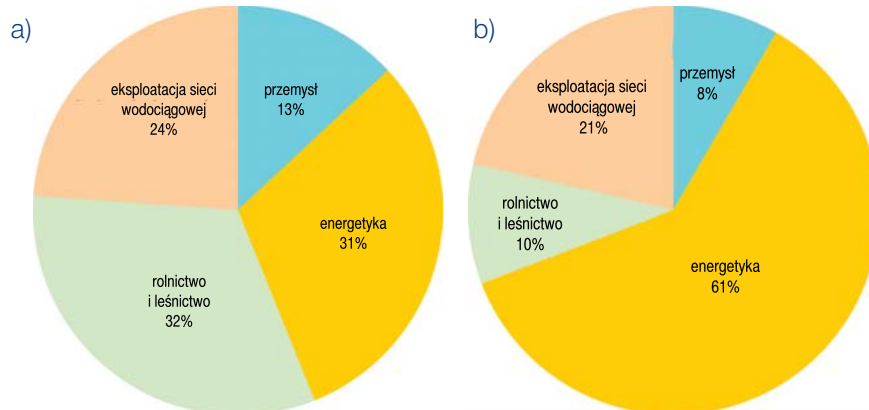 a)
eksploatacja sieci
wodociągowej
24%
przemysł
13%
energetyka
31%
rolnictwo
i leśnictwo
32%
b)
eksploatacja sieci
wodociągowej
21%
przemysł
8%
rolnictwo
i leśnictwo
10%
energetyka
61%